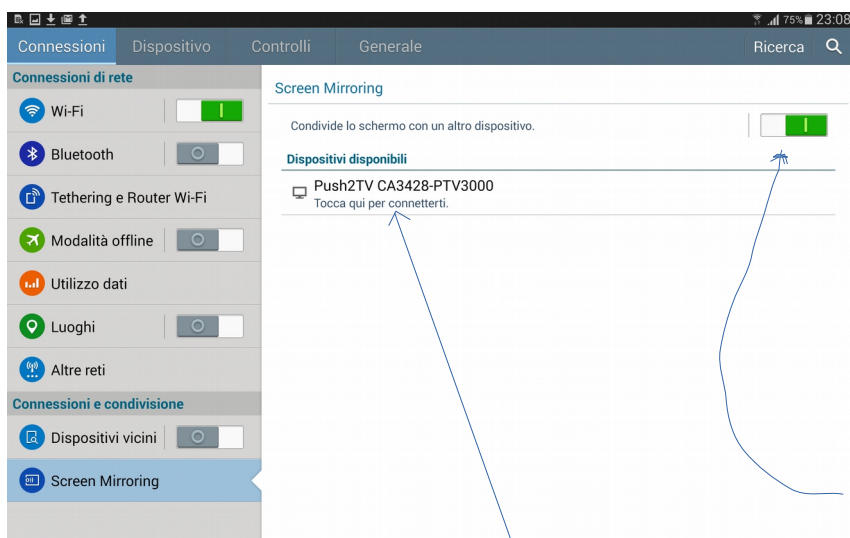 75% 23:08
Connessioni Dispositivo Controlli Generale Ricerca
Connessioni di rete
Wi-Fi
Bluetooth
Tethering e Router Wi-Fi
Modalità offline
Utilizzo dati
Luoghi
Altre reti
Connessioni e condivisione
Dispositivi vicini
Screen Mirroring
Screen Mirroring
Condivide lo schermo con un altro dispositivo.
Dispositivi disponibili
Push2TV CA3428-PTV3000
Tocca qui per connetterti.